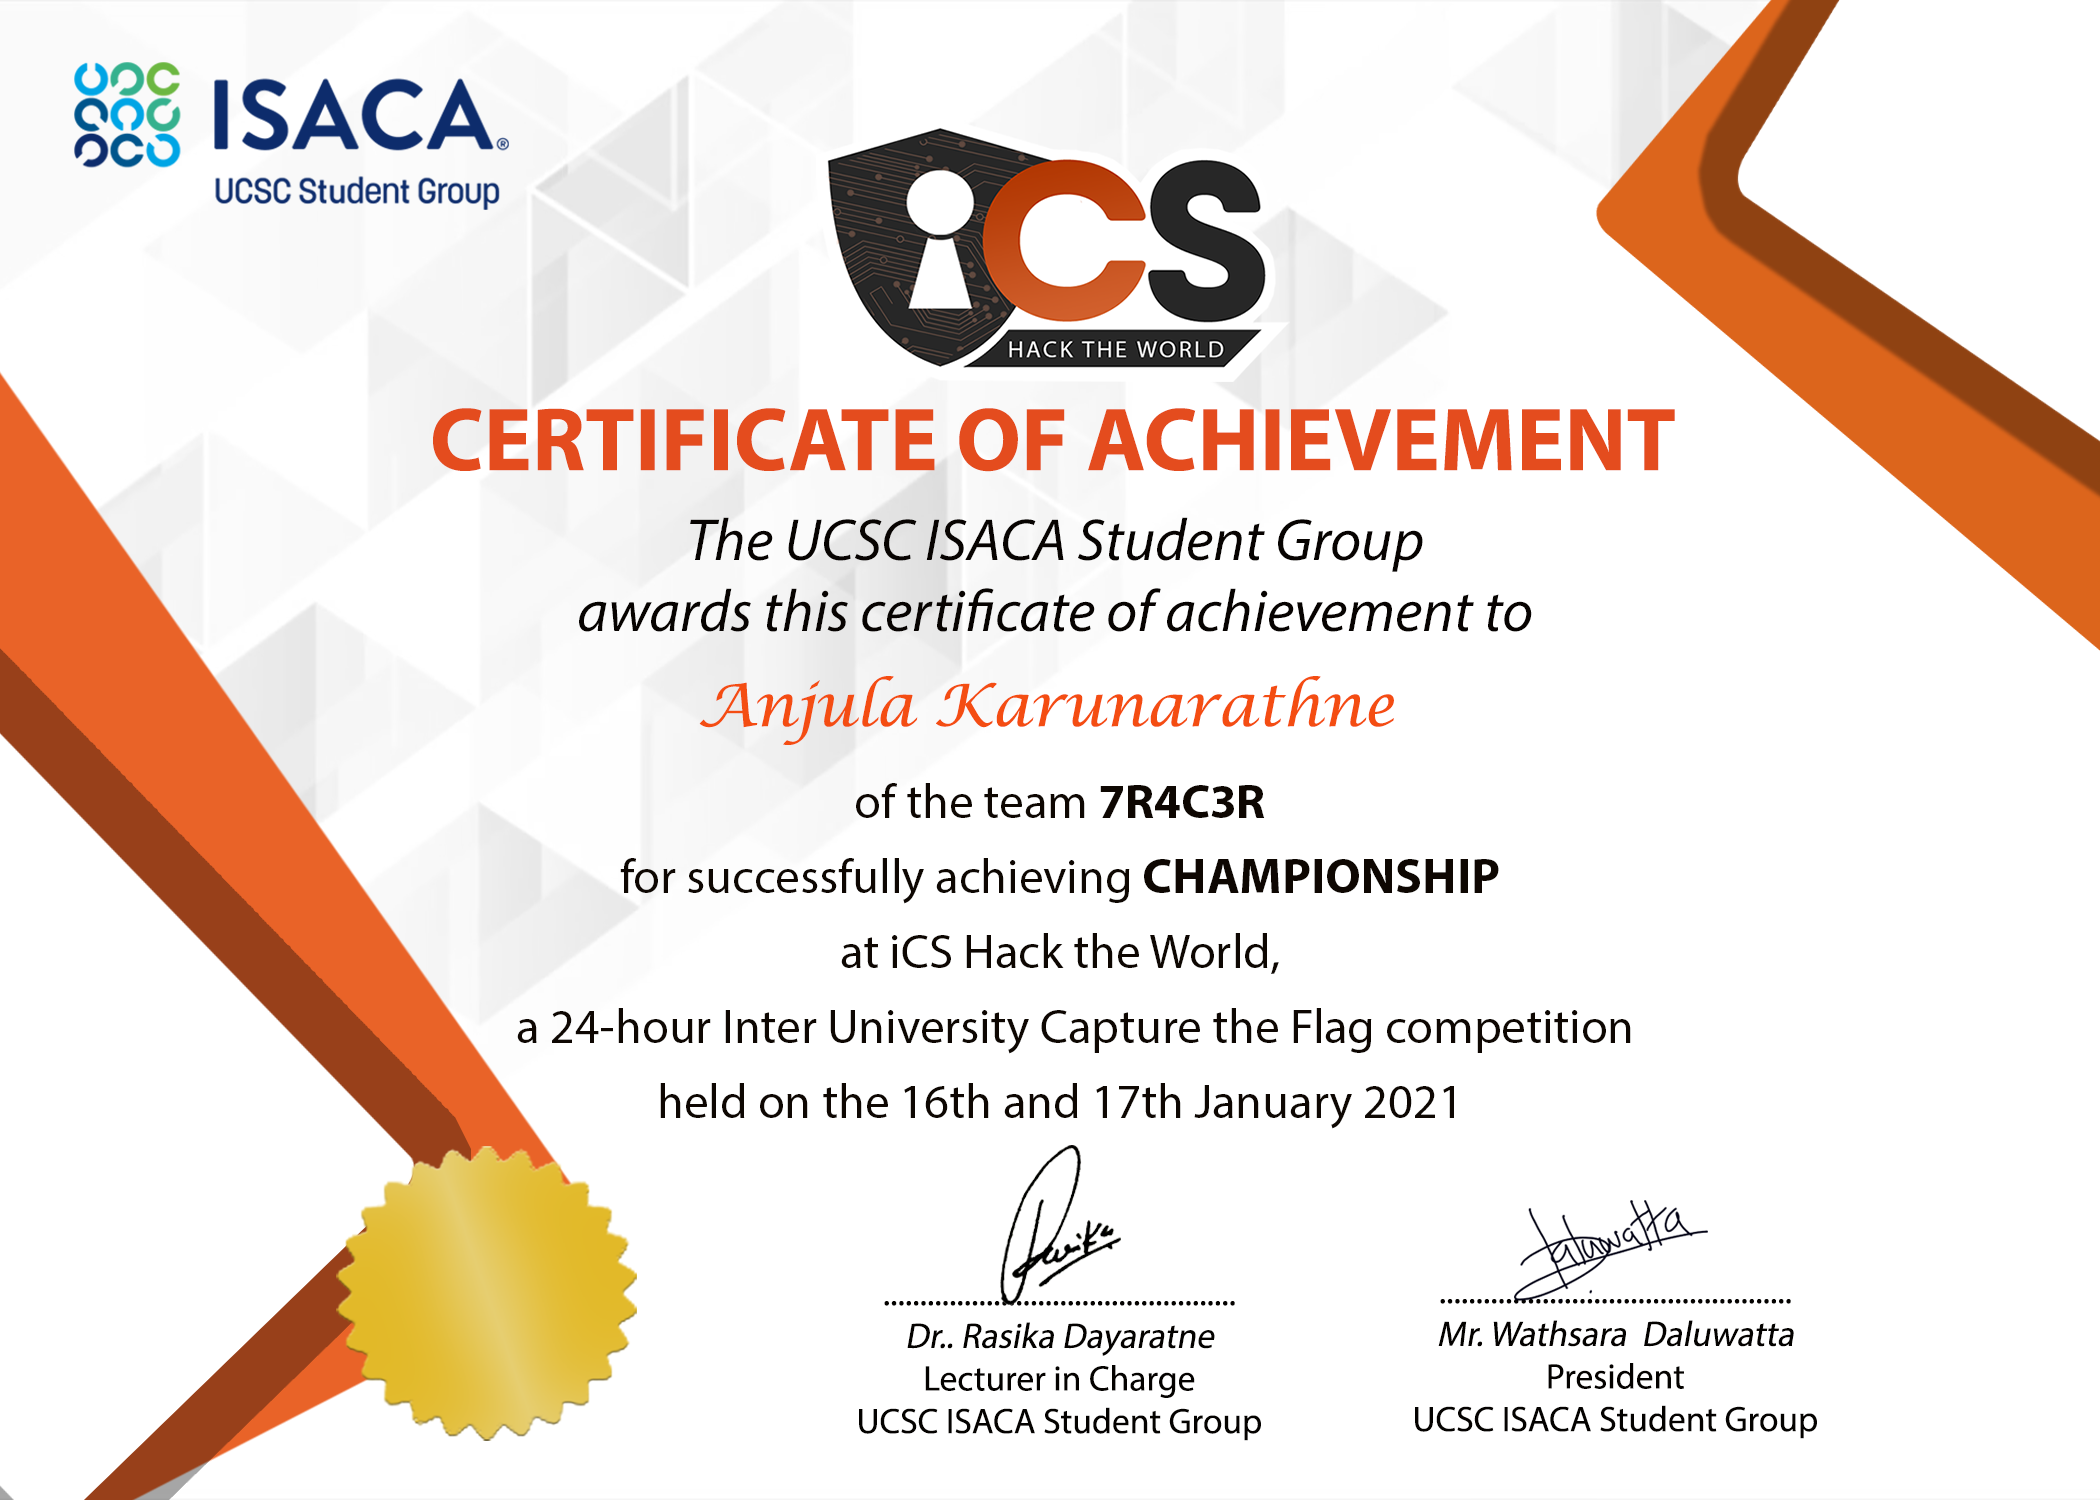 ISACA®
UCSC Student Group
iCS
HACK THE WORLD
CERTIFICATE OF ACHIEVEMENT
The UCSC ISACA Student Group
awards this certificate of achievement to
Anjula Karunarathne
of the team 7R4C3R
for successfully achieving CHAMPIONSHIP
at iCS Hack the World,
a 24-hour Inter University Capture the Flag competition
held on the 16th and 17th January 2021
Rasika
Daluwatta
Dr.. Rasika Dayaratne
Lecturer in Charge
UCSC ISACA Student Group
Mr. Wathsara  Daluwatta
President
UCSC ISACA Student Group